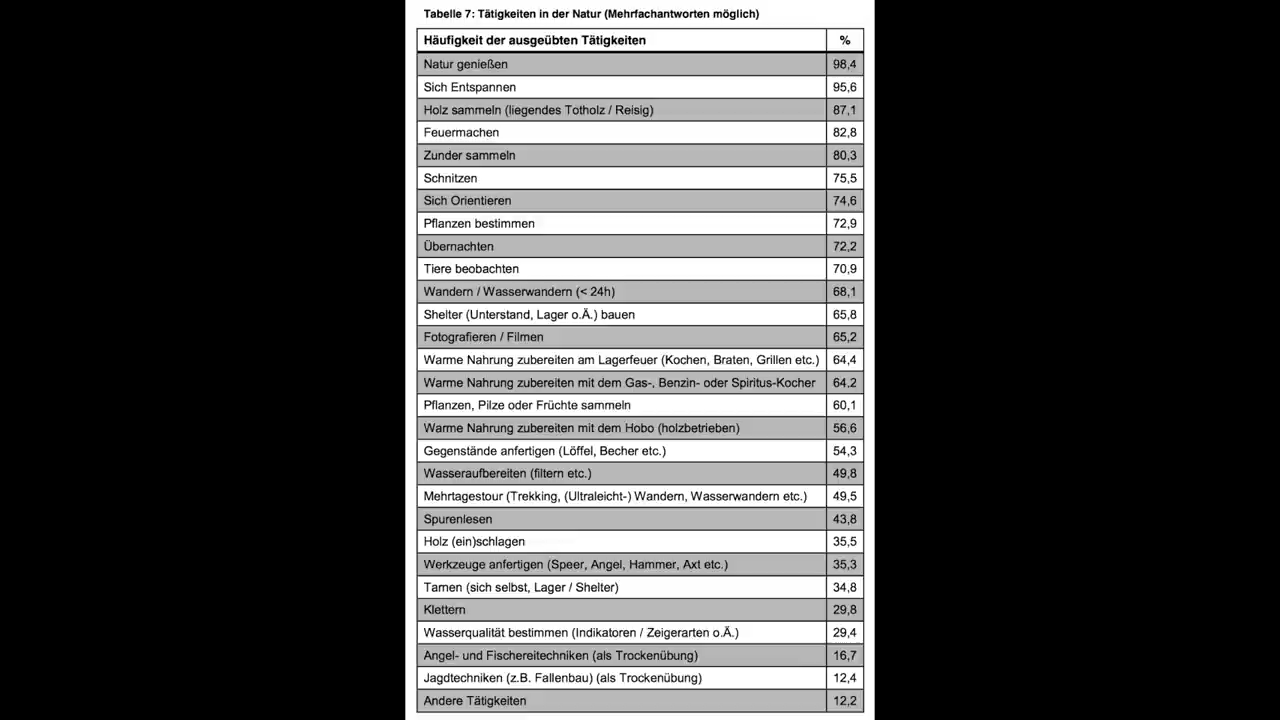 Tabelle 7: Tätigkeiten in der Natur (Mehrfachantworten möglich)
Häufigkeit der ausgeübten Tätigkeiten %
Natur genießen 98,4
Sich Entspannen 95,6
Holz sammeln (liegendes Totholz / Reisig) 87,1
Feuermachen 82,8
Zunder sammeln 80,3
Schnitzen 75,5
Sich Orientieren 74,6
Pflanzen bestimmen 72,9
Übernachten 72,2
Tiere beobachten 70,9
Wandern / Wasserwandern (< 24h) 68,1
Shelter (Unterstand, Lager o.Ä.) bauen 65,8
Fotografieren / Filmen 65,2
Warme Nahrung zubereiten am Lagerfeuer (Kochen, Braten, Grillen etc.) 64,4
Warme Nahrung zubereiten mit dem Gas-, Benzin- oder Spiritus-Kocher 64,2
Pflanzen, Pilze oder Früchte sammeln 60,1
Warme Nahrung zubereiten mit dem Hobo (holzbetrieben) 56,6
Gegenstände anfertigen (Löffel, Becher etc.) 54,3
Wasseraufbereiten (filtern etc.) 49,8
Mehrtagestour (Trekking, (Ultraleicht-) Wandern, Wasserwandern etc.) 49,5
Spurenlesen 43,8
Holz (ein)schlagen 35,5
Werkzeuge anfertigen (Speer, Angel, Hammer, Axt etc.) 35,3
Tarnen (sich selbst, Lager / Shelter) 34,8
Klettern 29,8
Wasserqualität bestimmen (Indikatoren / Zeigerarten o.Ä.) 29,4
Angel- und Fischereitechniken (als Trockenübung) 16,7
Jagdtechniken (z.B. Fallenbau) (als Trockenübung) 12,4
Andere Tätigkeiten 12,2